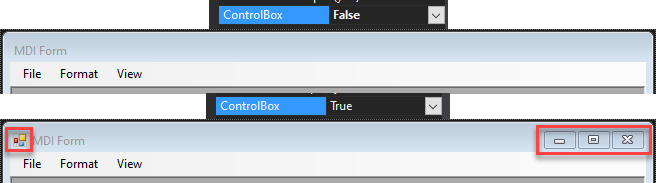 ControlBox False
MDI Form
File Format View
ControlBox True
MDI Form
File Format View